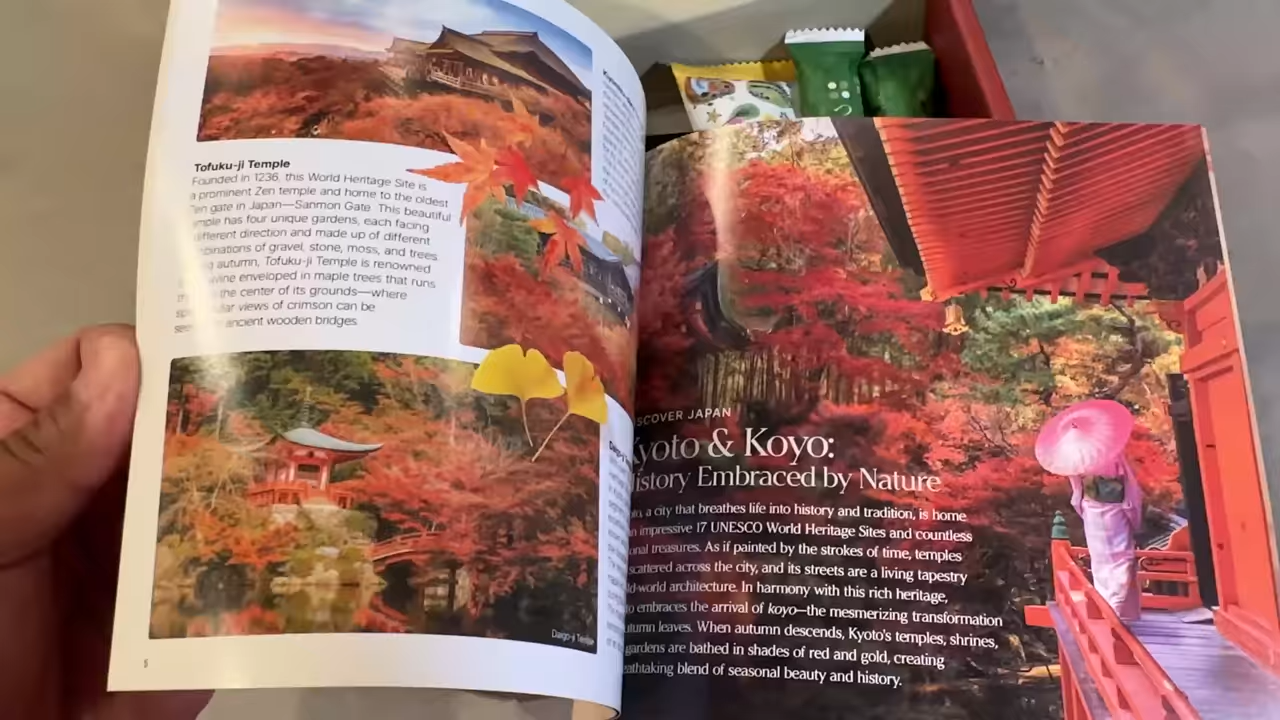 Tofuku-ji Temple
Founded in 1236, this World Heritage Site is
a prominent Zen temple and home to the oldest
Zen gate in Japan—Sanmon Gate. This beautiful
temple has four unique gardens, each facing
different direction and made up of different
combinations of gravel, stone, moss, and trees.
autumn, Tofuku-ji Temple is renowned
enveloped in maple trees that runs
the center of its grounds—where
views of crimson can be
ancient wooden bridges
Daigo-ji Temple
5
DISCOVER JAPAN
Kyoto & Koyo:
History Embraced by Nature
a city that breathes life into history and tradition, is home
impressive 17 UNESCO World Heritage Sites and countless
treasures. As if painted by the strokes of time, temples
scattered across the city, and its streets are a living tapestry
architecture. In harmony with this rich heritage,
embraces the arrival of koyo—the mesmerizing transformation
autumn leaves. When autumn descends, Kyoto's temples, shrines,
gardens are bathed in shades of red and gold, creating
breathtaking blend of seasonal beauty and history.